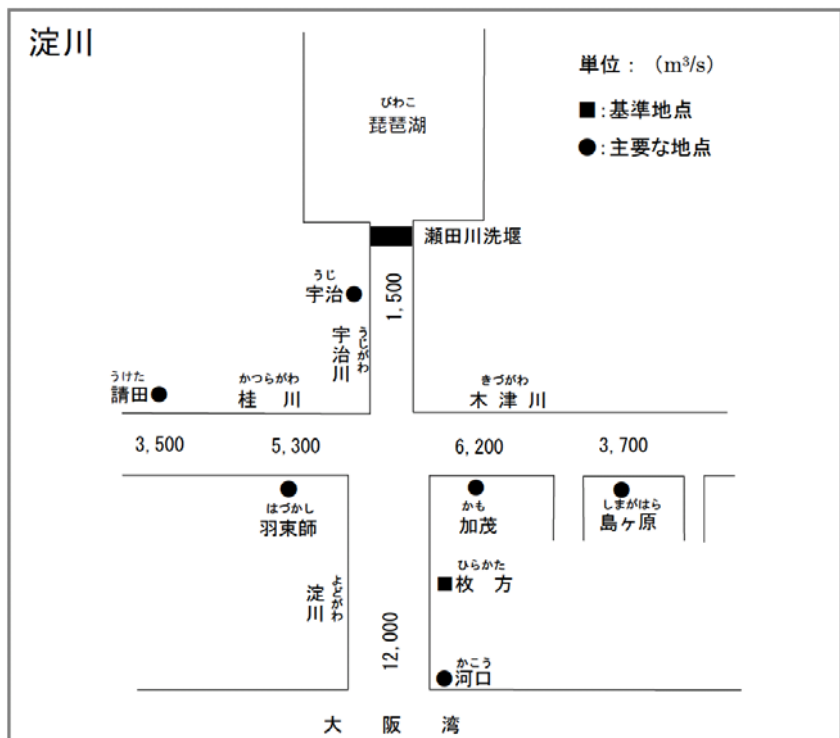 淀川
単位：（m³/s）
■：基準地点
●：主要な地点
びわこ
琵琶湖
瀬田川洗堰
うじ
宇治●
1,500
宇治川
うじがわ
うけた
請田●
かつらがわ
桂川
きづがわ
木津川
3,500
5,300
6,200
3,700
はづかし
羽束師
かも
加茂
しまがはら
島ヶ原
ひらかた
■枚方
淀川
よどがわ
12,000
かこう
●河口
大阪湾